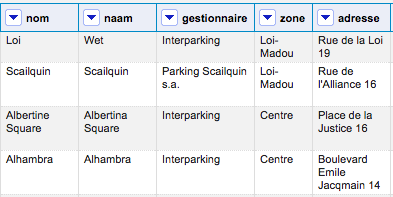 nom naam gestionnaire zone adresse
Loi Wet Interparking Loi- Rue de la Loi
Madou 19
Scailquin Scailquin Parking Scailquin Loi- Rue de
s.a. Madou l'Alliance 16
Albertine Albertina Interparking Centre Place de la
Square Square Justice 16
Alhambra Alhambra Interparking Centre Boulevard
Emile
Jacqmain 14